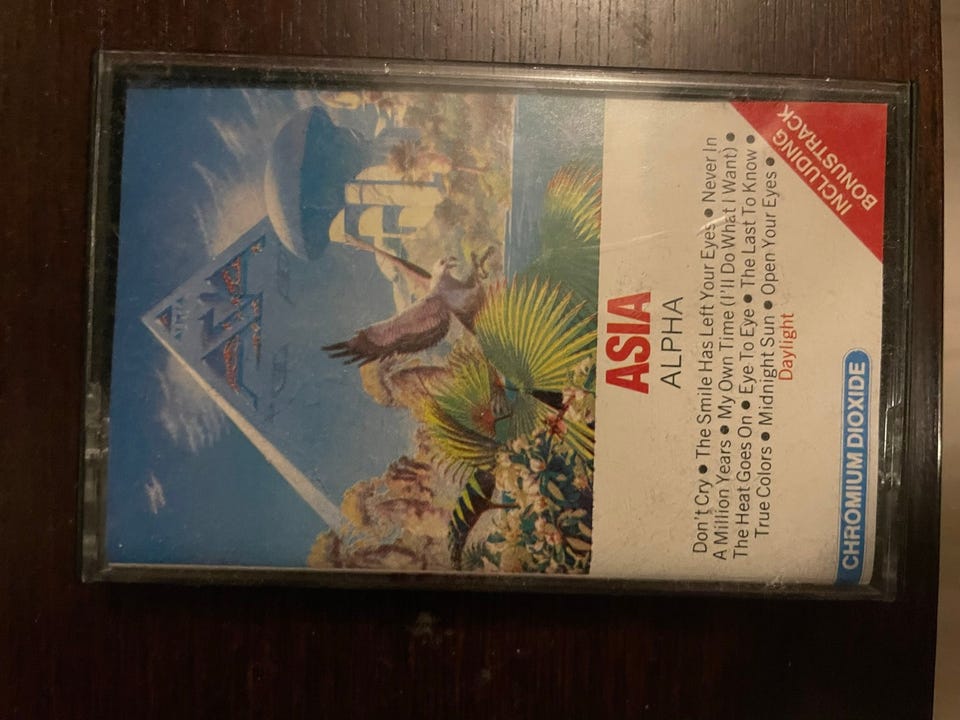 ASIA
ALPHA
Don't Cry • The Smile Has Left Your Eyes • Never In
A Million Years • My Own Time (I'll Do What I Want) •
The Heat Goes On • Eye To Eye • The Last To Know •
True Colors • Midnight Sun • Open Your Eyes •
Daylight
INCLUDING
BONUSTRACK
CHROMIUM DIOXIDE